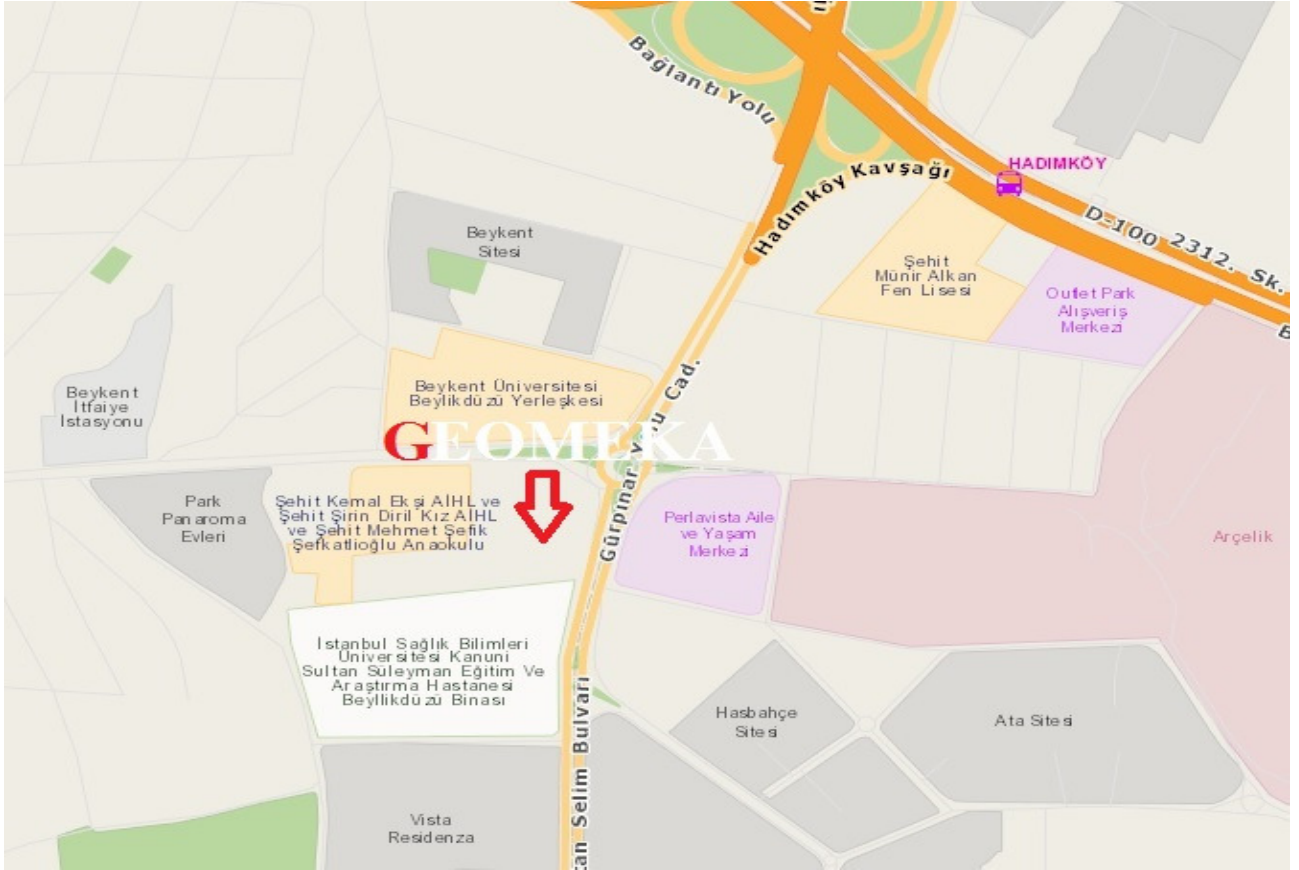 Bağlantı Yolu
HADIMKÖY
Hadımköy Kavşağı
D-100 2312. Sk.
Beykent
Sitesi
Şehit
Münir Alkan
Fen Lisesi
Outlet Park
Alışveriş
Merkezi
B
Beykent
İtfaiye
İstasyonu
Beykent Üniversitesi
Beylikdüzü Yerleşkesi
GEOMEKA
Gürpınar Yolu Cad.
Park
Panaroma
Evleri
Şehit Kemal Ekşi AİHL ve
Şehit Şirin Diril Kız AİHL
ve Şehit Mehmet Şefik
Şefkatlioğlu Anaokulu
Perlavista Aile
ve Yaşam
Merkezi
Arçelik
İstanbul Sağlık Bilimleri
Üniversitesi Kanuni
Sultan Süleyman Eğitim Ve
Araştırma Hastanesi
Beyllikdüzü Binası
Hasbahçe
Sitesi
Ata Sitesi
tan Selim Bulvarı
Vista
Residenza